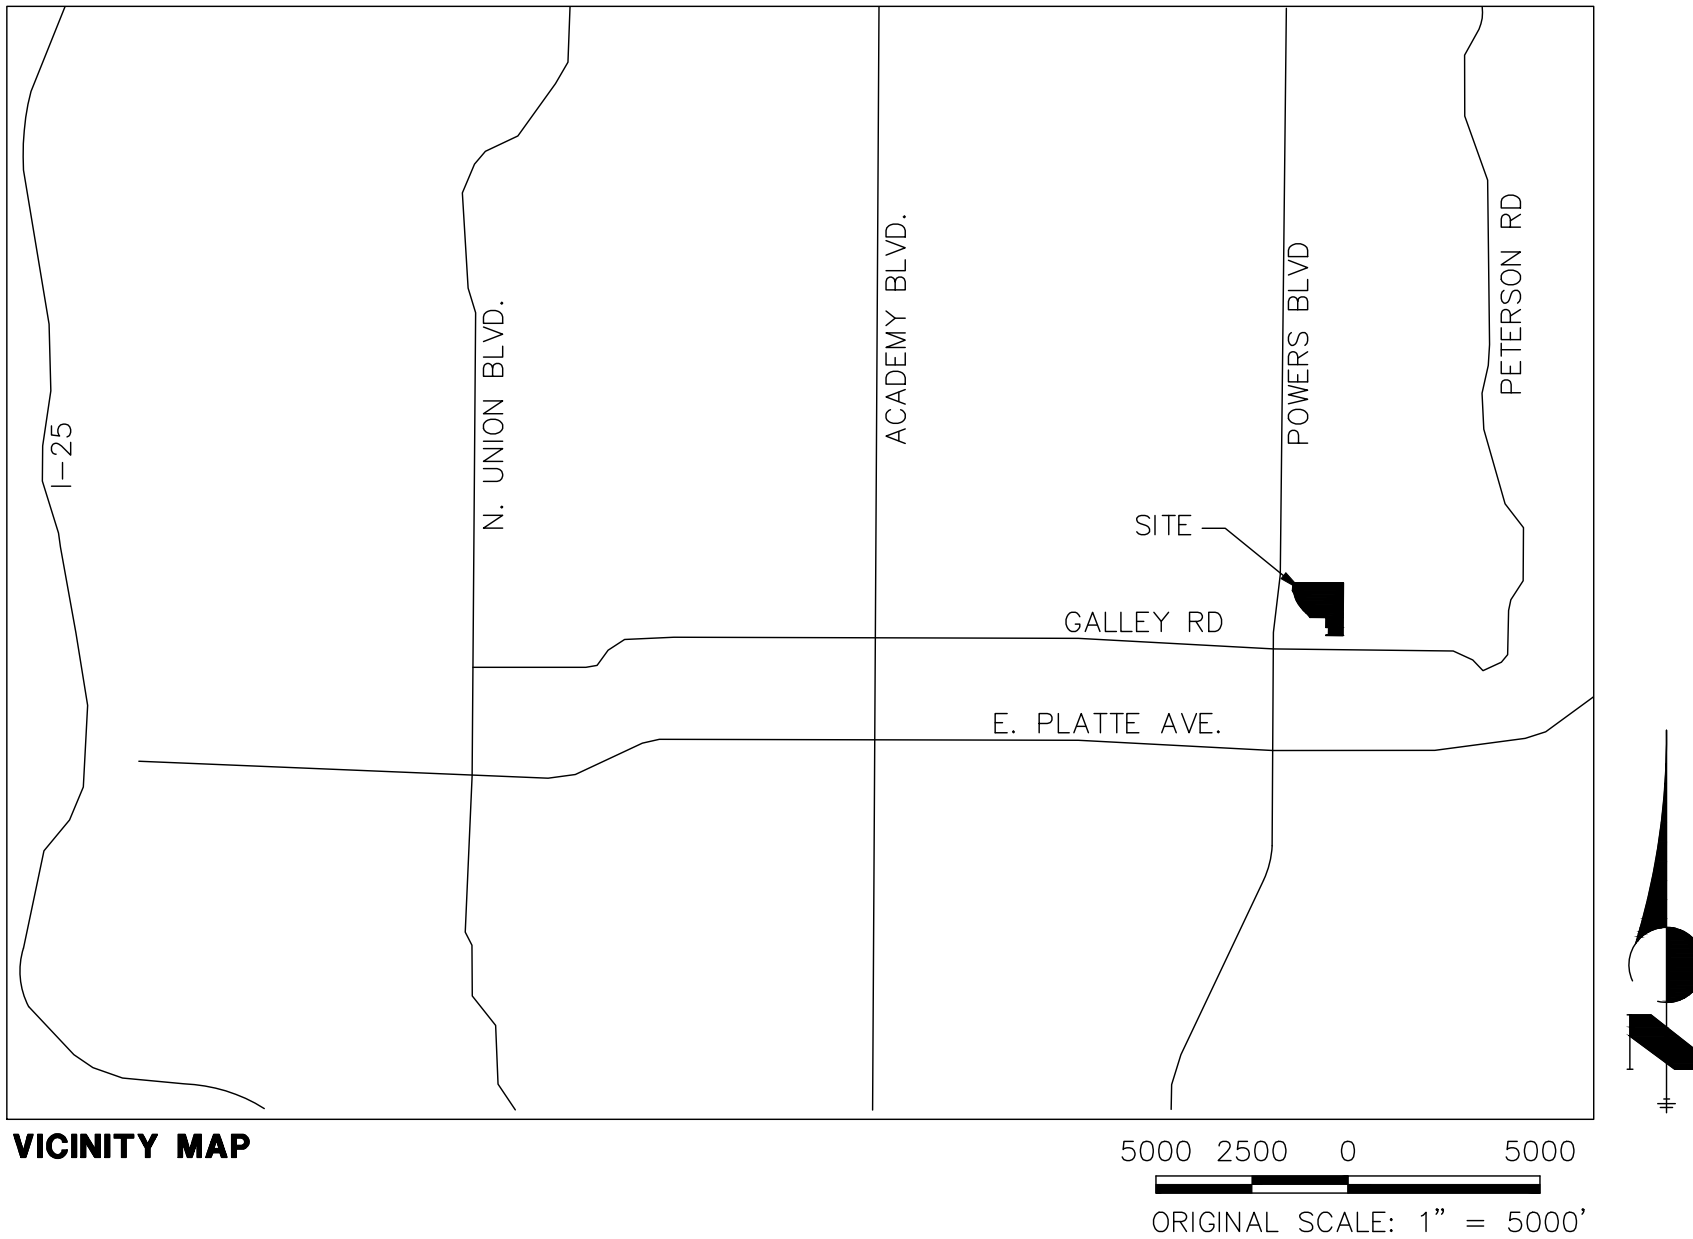 PETERSON RD
ACADEMY BLVD.
POWERS BLVD
N. UNION BLVD.
I-25
SITE
GALLEY RD
E. PLATTE AVE.
N
VICINITY MAP
5000 2500 0 5000
ORIGINAL SCALE: 1" = 5000'